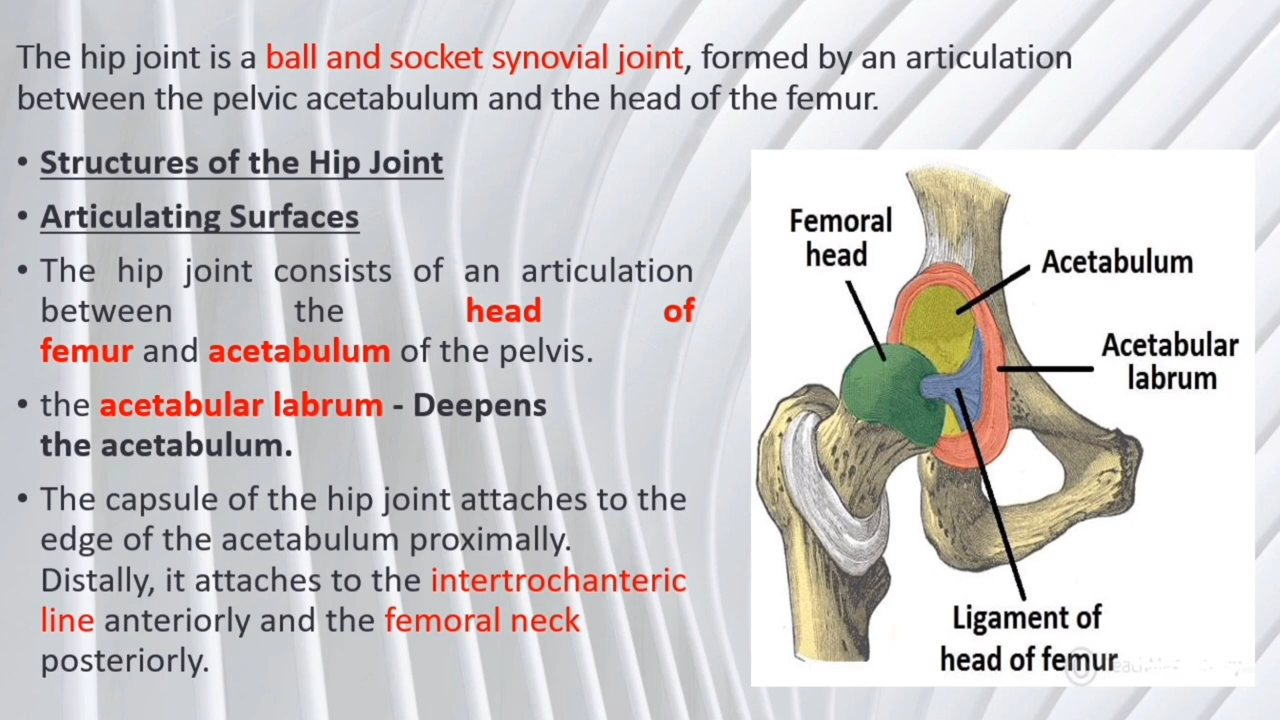 The hip joint is a ball and socket synovial joint, formed by an articulation
between the pelvic acetabulum and the head of the femur.
• Structures of the Hip Joint
• Articulating Surfaces
• The hip joint consists of an articulation
between the head of
femur and acetabulum of the pelvis.
• the acetabular labrum - Deepens
the acetabulum.
• The capsule of the hip joint attaches to the
edge of the acetabulum proximally.
Distally, it attaches to the intertrochanteric
line anteriorly and the femoral neck
posteriorly.
Femoral
head
Acetabulum
Acetabular
labrum
Ligament of
head of femur